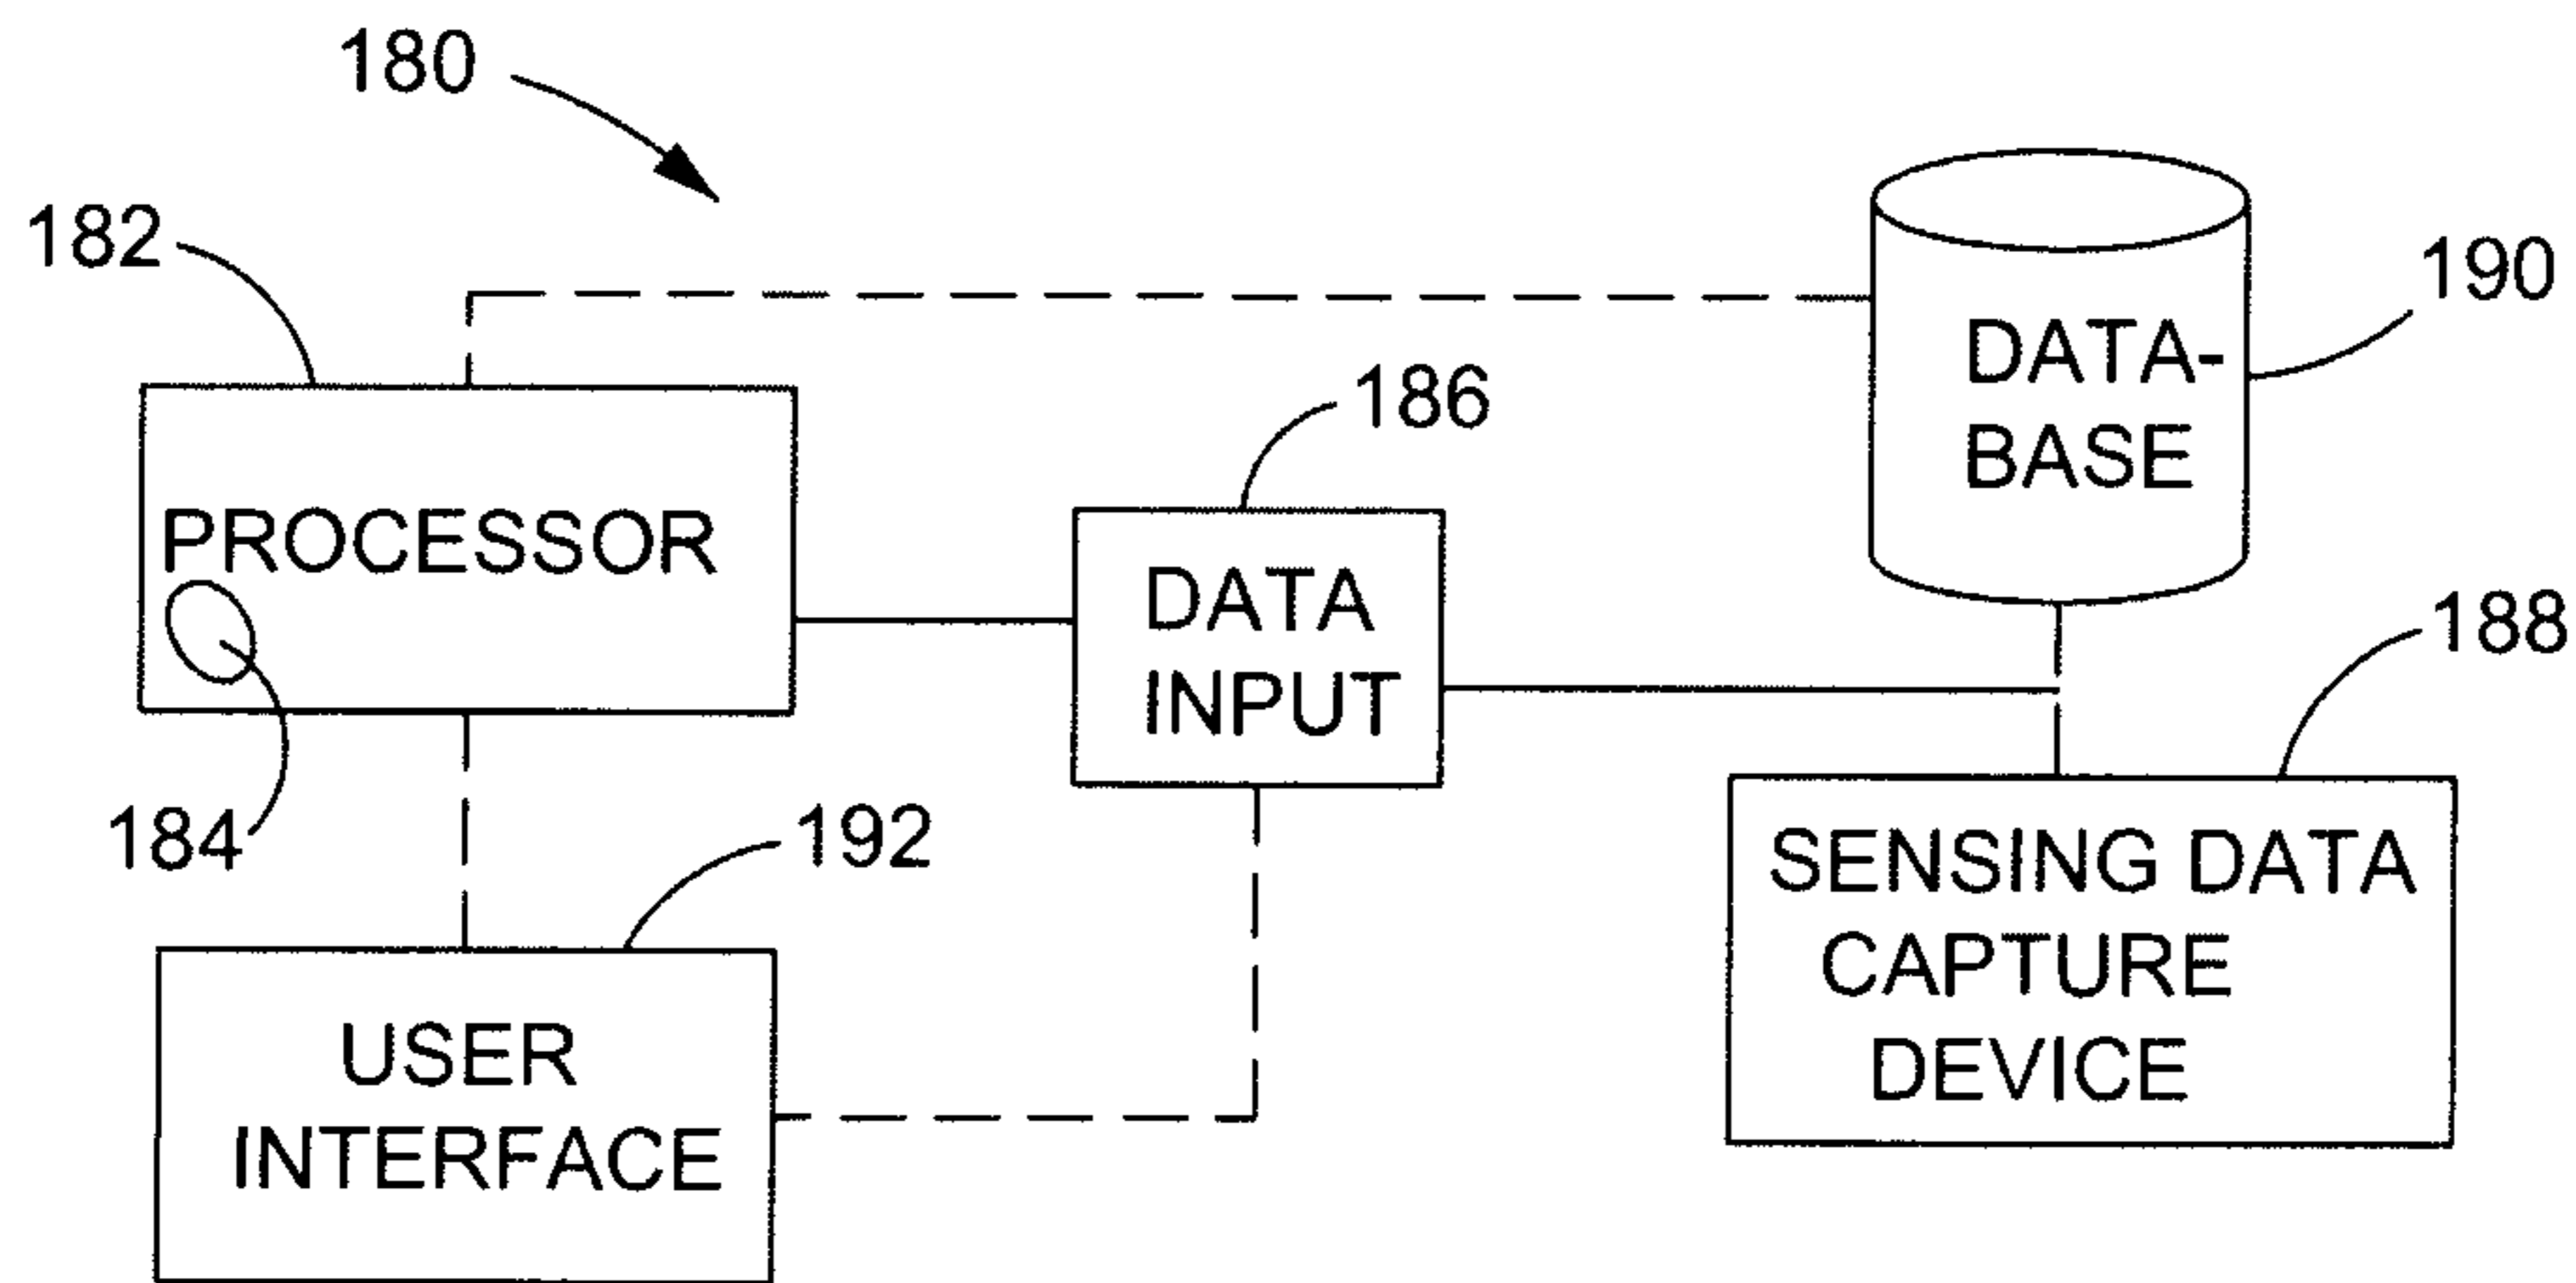 180
182
190
DATA-
BASE
186
PROCESSOR
DATA
INPUT
188
184
192
SENSING DATA
CAPTURE
DEVICE
USER
INTERFACE